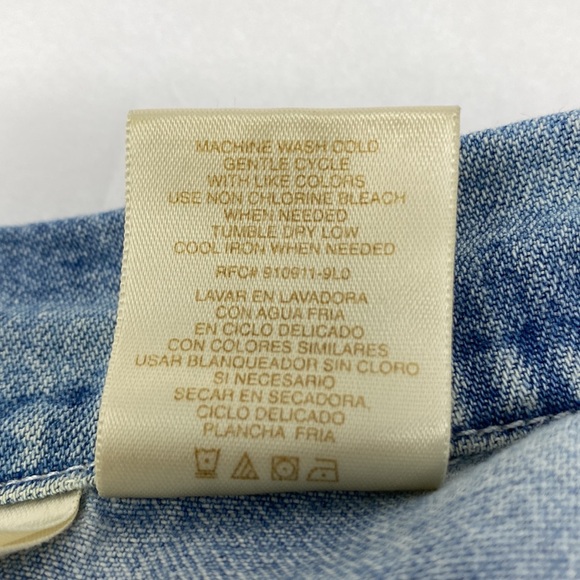 MACHINE WASH COLD
GENTLE CYCLE
WITH LIKE COLORS
USE NON CHLORINE BLEACH
WHEN NEEDED
TUMBLE DRY LOW
COOL IRON WHEN NEEDED
RFC# 910911-9L0
LAVAR EN LAVADORA
CON AGUA FRIA
EN CICLO DELICADO
CON COLORES SIMILARES
USAR BLANQUEADOR SIN CLORO
SI NECESARIO
SECAR EN SECADORA,
CICLO DELICADO
PLANCHA FRIA